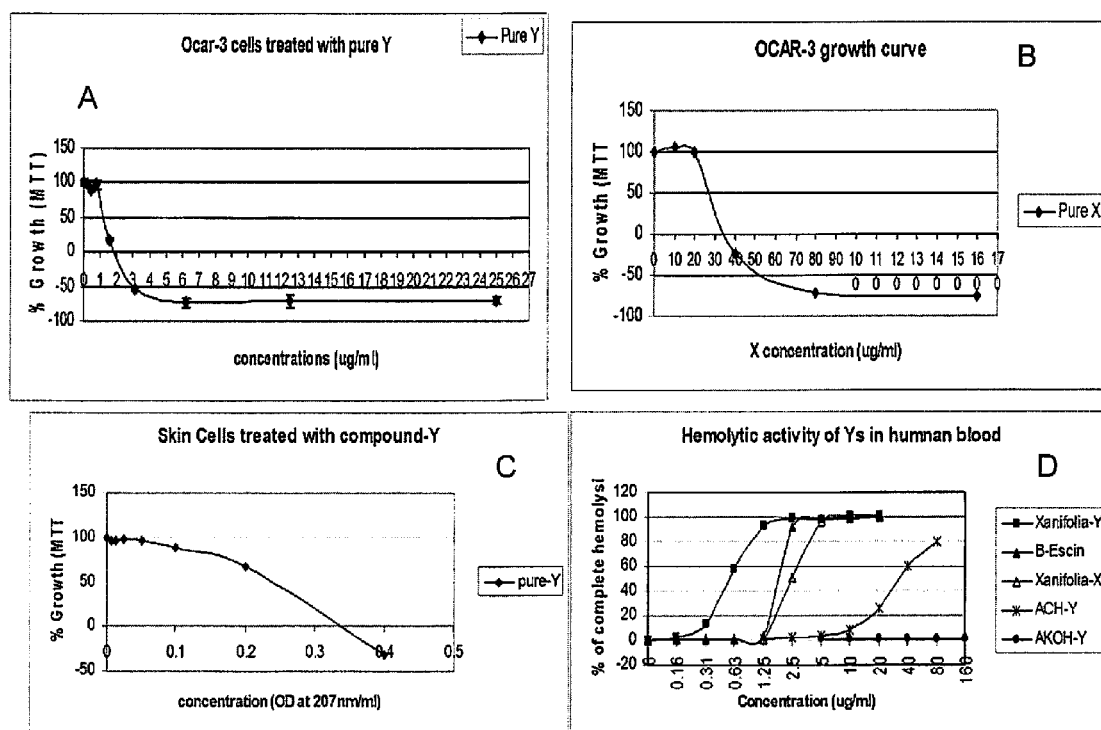 Ocar-3 cells treated with pure Y
Pure Y
A
% Growth (MTT)
150
100
50
0
-50
-100
0 1 2 3 4 5 6 7 8 9 10 11 12 13 14 15 16 17 18 19 20 21 22 23 24 25 26 27
concentrations (ug/ml)
OCAR-3 growth curve
B
% Growth (MTT
150
100
50
0
-50
-100
0 10 20 30 40 50 60 70 80 90 10 11 12 13 14 15 16 17
0 0 0 0 0 0 0 0
Pure X
X concentration (ug/ml)
Skin Cells treated with compound-Y
C
% Growth (MTT
150
100
50
0
-50
0 0.1 0.2 0.3 0.4 0.5
pure-Y
concentration (OD at 207nm/ml)
Hemolytic activity of Ys in humnan blood
D
% of complete hemolysi
120
100
80
60
40
20
0
-20
0 0.16 0.31 0.63 1.25 2.5 5 10 20 40 80 160
Concentration (ug/ml)
Xanifolia-Y
B-Escin
Xanifolia-X
ACH-Y
AKOH-Y